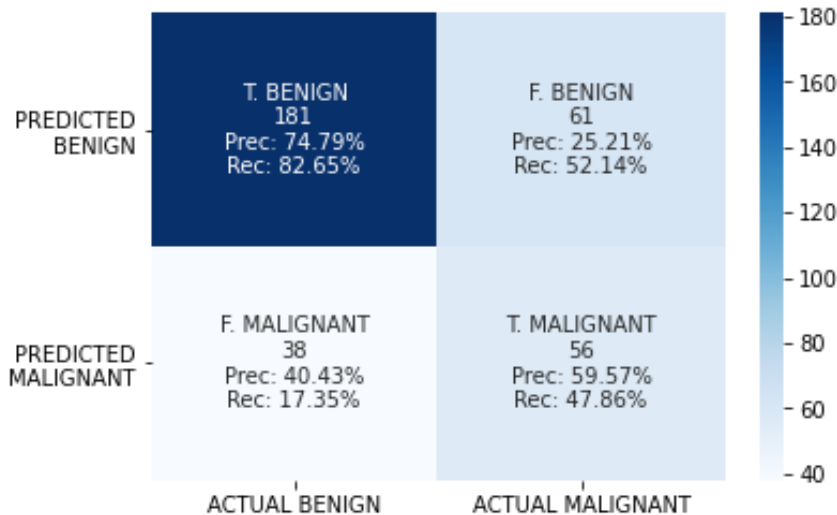 T. BENIGN
181
Prec: 74.79%
Rec: 82.65%
F. BENIGN
61
Prec: 25.21%
Rec: 52.14%
PREDICTED
BENIGN
F. MALIGNANT
38
Prec: 40.43%
Rec: 17.35%
T. MALIGNANT
56
Prec: 59.57%
Rec: 47.86%
PREDICTED
MALIGNANT
ACTUAL BENIGN
ACTUAL MALIGNANT
180
160
140
120
100
80
60
40